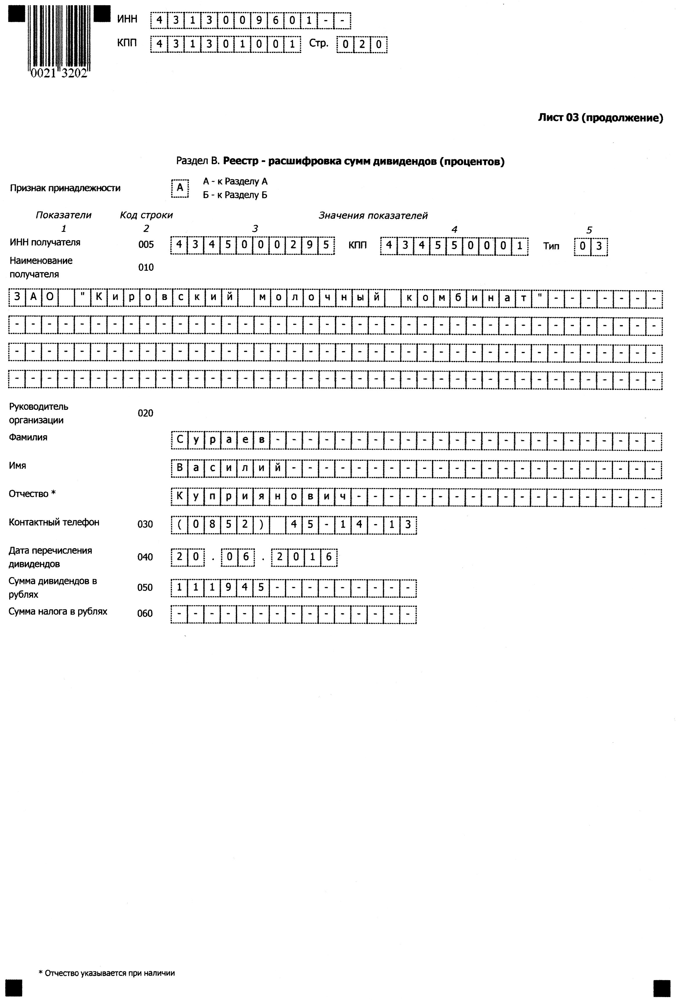 ИНН 4313009601--
КПП 431301001 Стр. 020
0021 3202
Лист 03 (продолжение)
Раздел В. Реестр - расшифровка сумм дивидендов (процентов)
Признак принадлежности А А - к Разделу А
Б - к Разделу Б
Показатели Код строки Значения показателей
1 2 3 4 5
ИНН получателя 005 4345000295 КПП 434550001 Тип 03
Наименование
получателя 010
ЗАО "Кировский молочный комбинат"-------
----------------------------------------
----------------------------------------
----------------------------------------
Руководитель
организации 020
Фамилия Сураев------------------------
Имя Василий-----------------------
Отчество * Куприянович-------------------
Контактный телефон 030 (0852) 45-14-13
Дата перечисления
дивидендов 040 20.06.2016
Сумма дивидендов в
рублях 050 111945---------
Сумма налога в рублях 060 ---------------
* Отчество указывается при наличии